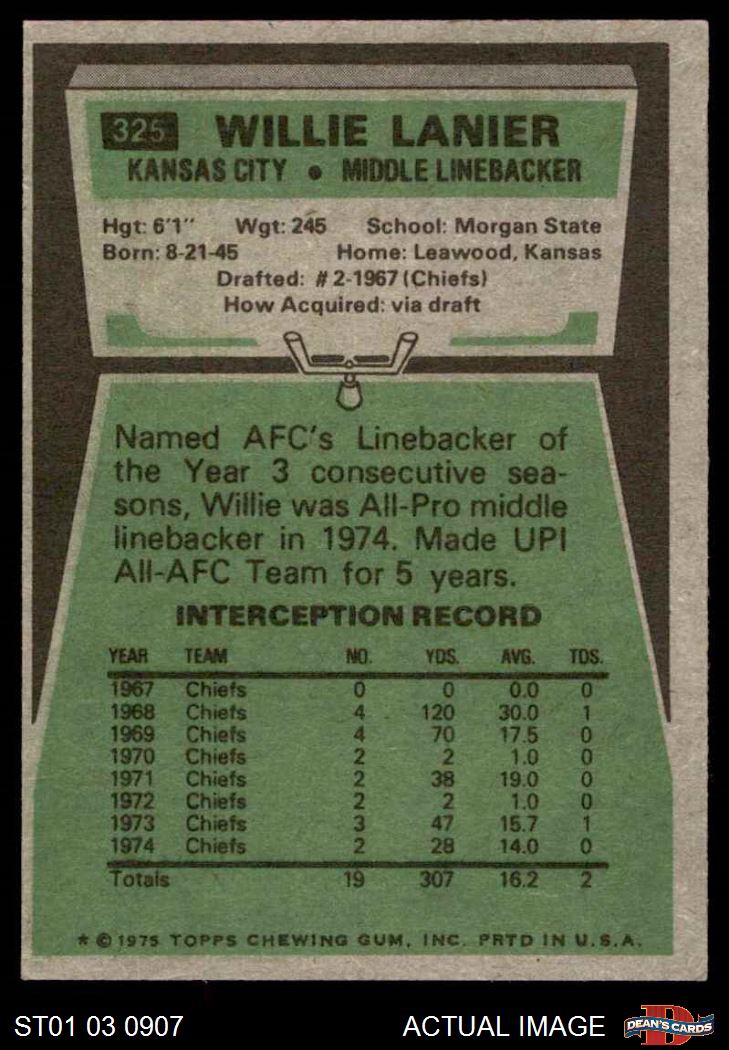 325 WILLIE LANIER
KANSAS CITY • MIDDLE LINEBACKER
Hgt: 6'1" Wgt: 245 School: Morgan State
Born: 8-21-45 Home: Leawood, Kansas
Drafted: #2-1967 (Chiefs)
How Acquired: via draft
Named AFC's Linebacker of
the Year 3 consecutive sea-
sons, Willie was All-Pro middle
linebacker in 1974. Made UPI
All-AFC Team for 5 years.
INTERCEPTION RECORD
YEAR TEAM NO. YDS. AVG. TDS.
1967 Chiefs 0 0 0.0 0
1968 Chiefs 4 120 30.0 1
1969 Chiefs 4 70 17.5 0
1970 Chiefs 2 2 1.0 0
1971 Chiefs 2 38 19.0 0
1972 Chiefs 2 2 1.0 0
1973 Chiefs 3 47 15.7 1
1974 Chiefs 2 28 14.0 0
Totals 19 307 16.2 2
* © 1975 TOPPS CHEWING GUM, INC. PRTD IN U.S.A.
ST01 03 0907 ACTUAL IMAGE D DEAN'S CARDS